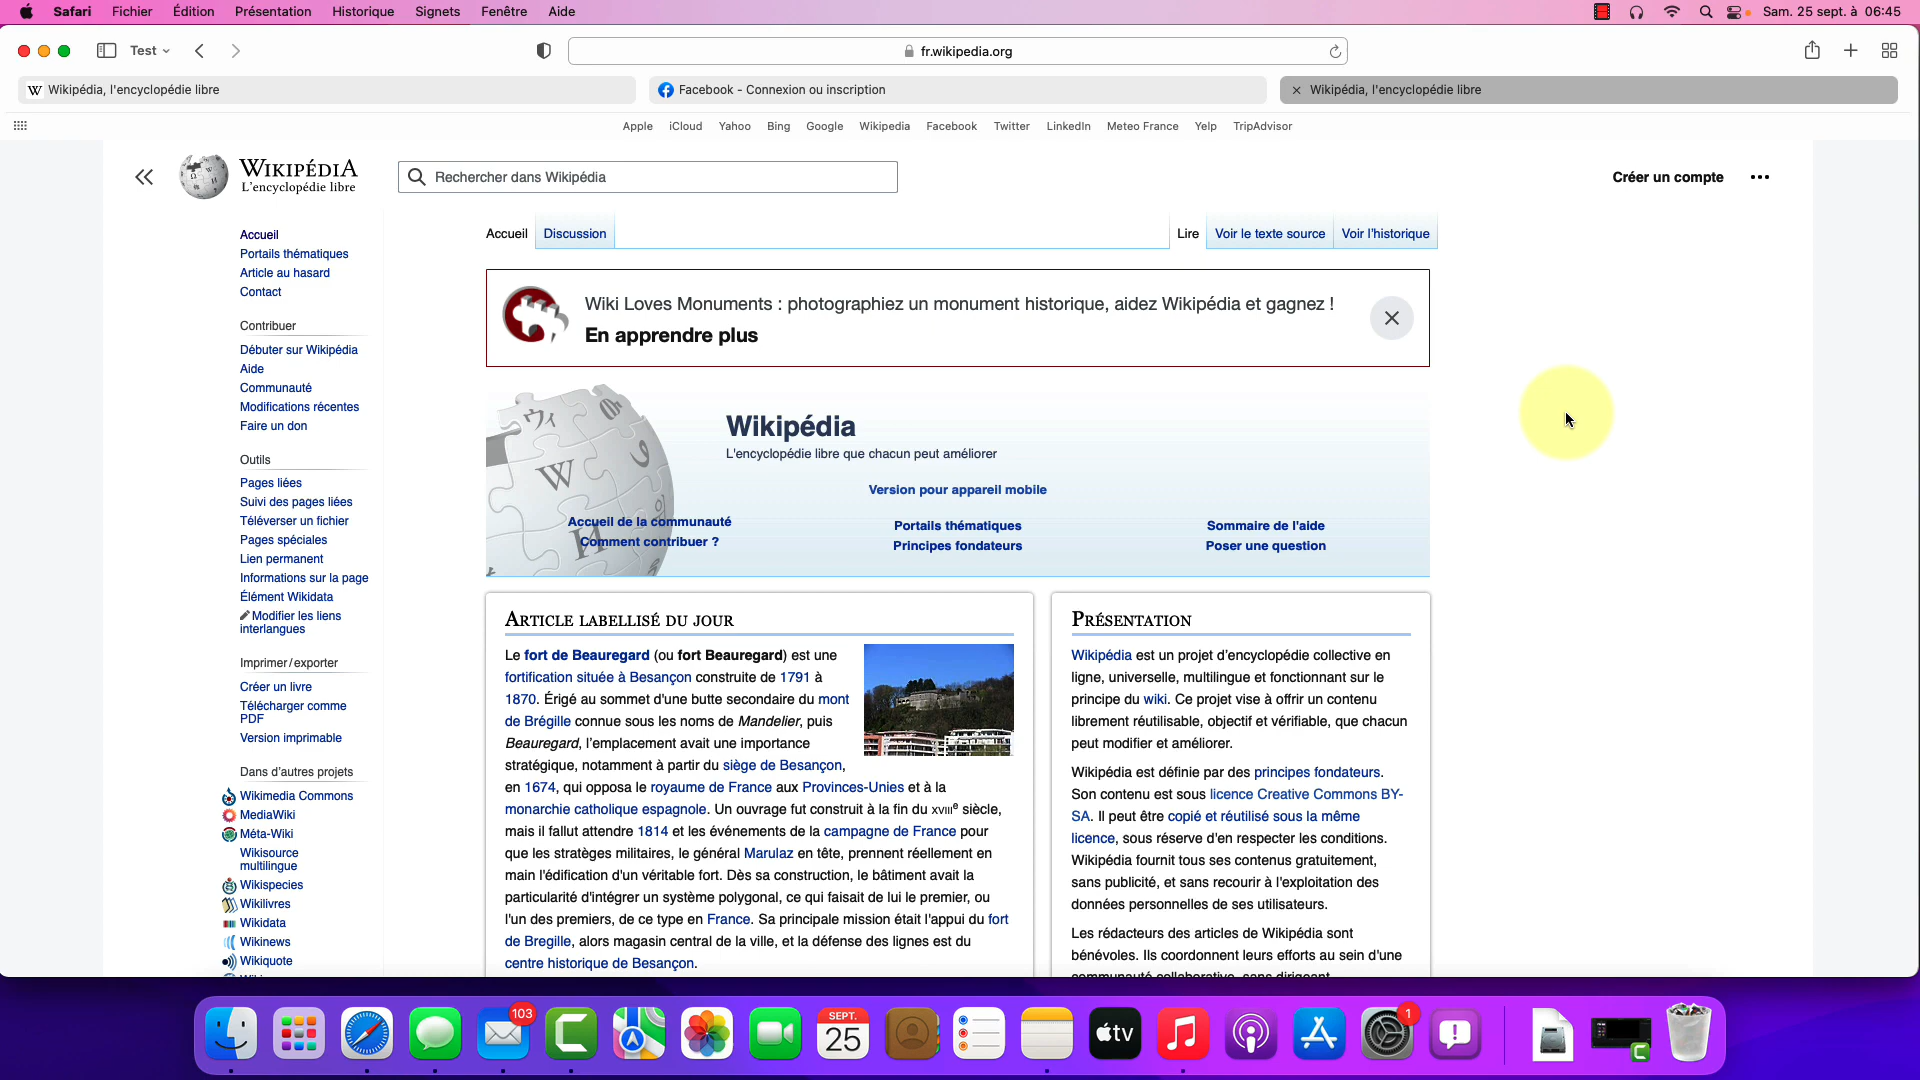 Safari Fichier Édition Présentation Historique Signets Fenêtre Aide Sam. 25 sept. à 06:45
Test fr.wikipedia.org
W Wikipédia, l'encyclopédie libre Facebook - Connexion ou inscription Wikipédia, l'encyclopédie libre
Apple iCloud Yahoo Bing Google Wikipedia Facebook Twitter LinkedIn Meteo France Yelp TripAdvisor
WIKIPÉDIA
L'encyclopédie libre
Rechercher dans Wikipédia
Créer un compte
Accueil
Portails thématiques
Article au hasard
Contact
Contribuer
Débuter sur Wikipédia
Aide
Communauté
Modifications récentes
Faire un don
Outils
Pages liées
Suivi des pages liées
Téléverser un fichier
Pages spéciales
Lien permanent
Informations sur la page
Élément Wikidata
Modifier les liens
interlangues
Imprimer / exporter
Créer un livre
Télécharger comme
PDF
Version imprimable
Dans d'autres projets
Wikimedia Commons
MediaWiki
Méta-Wiki
Wikisource
multilingue
Wikispecies
Wikilivres
Wikidata
Wikinews
Wikiquote
Accueil Discussion Lire Voir le texte source Voir l'historique
Wiki Loves Monuments : photographiez un monument historique, aidez Wikipédia et gagnez !
En apprendre plus
Wikipédia
L'encyclopédie libre que chacun peut améliorer
Version pour appareil mobile
Accueil de la communauté Portails thématiques Sommaire de l'aide
Comment contribuer ? Principes fondateurs Poser une question
ARTICLE LABELLISÉ DU JOUR
Le fort de Beauregard (ou fort Beauregard) est une
fortification située à Besançon construite de 1791 à
1870. Érigé au sommet d'une butte secondaire du mont
de Brégille connue sous les noms de Mandelier, puis
Beauregard, l'emplacement avait une importance
stratégique, notamment à partir du siège de Besançon,
en 1674, qui opposa le royaume de France aux Provinces-Unies et à la
monarchie catholique espagnole. Un ouvrage fut construit à la fin du XVIIIe siècle,
mais il fallut attendre 1814 et les événements de la campagne de France pour
que les stratèges militaires, le général Marulaz en tête, prennent réellement en
main l'édification d'un véritable fort. Dès sa construction, le bâtiment avait la
particularité d'intégrer un système polygonal, ce qui faisait de lui le premier, ou
l'un des premiers, de ce type en France. Sa principale mission était l'appui du fort
de Bregille, alors magasin central de la ville, et la défense des lignes est du
centre historique de Besançon.
PRÉSENTATION
Wikipédia est un projet d'encyclopédie collective en
ligne, universelle, multilingue et fonctionnant sur le
principe du wiki. Ce projet vise à offrir un contenu
librement réutilisable, objectif et vérifiable, que chacun
peut modifier et améliorer.
Wikipédia est définie par des principes fondateurs.
Son contenu est sous licence Creative Commons BY-
SA. Il peut être copié et réutilisé sous la même
licence, sous réserve d'en respecter les conditions.
Wikipédia fournit tous ses contenus gratuitement,
sans publicité, et sans recourir à l'exploitation des
données personnelles de ses utilisateurs.
Les rédacteurs des articles de Wikipédia sont
bénévoles. Ils coordonnent leurs efforts au sein d'une
communauté collaborative, sans dirigeant.
103 SEPT. 25 tv 1